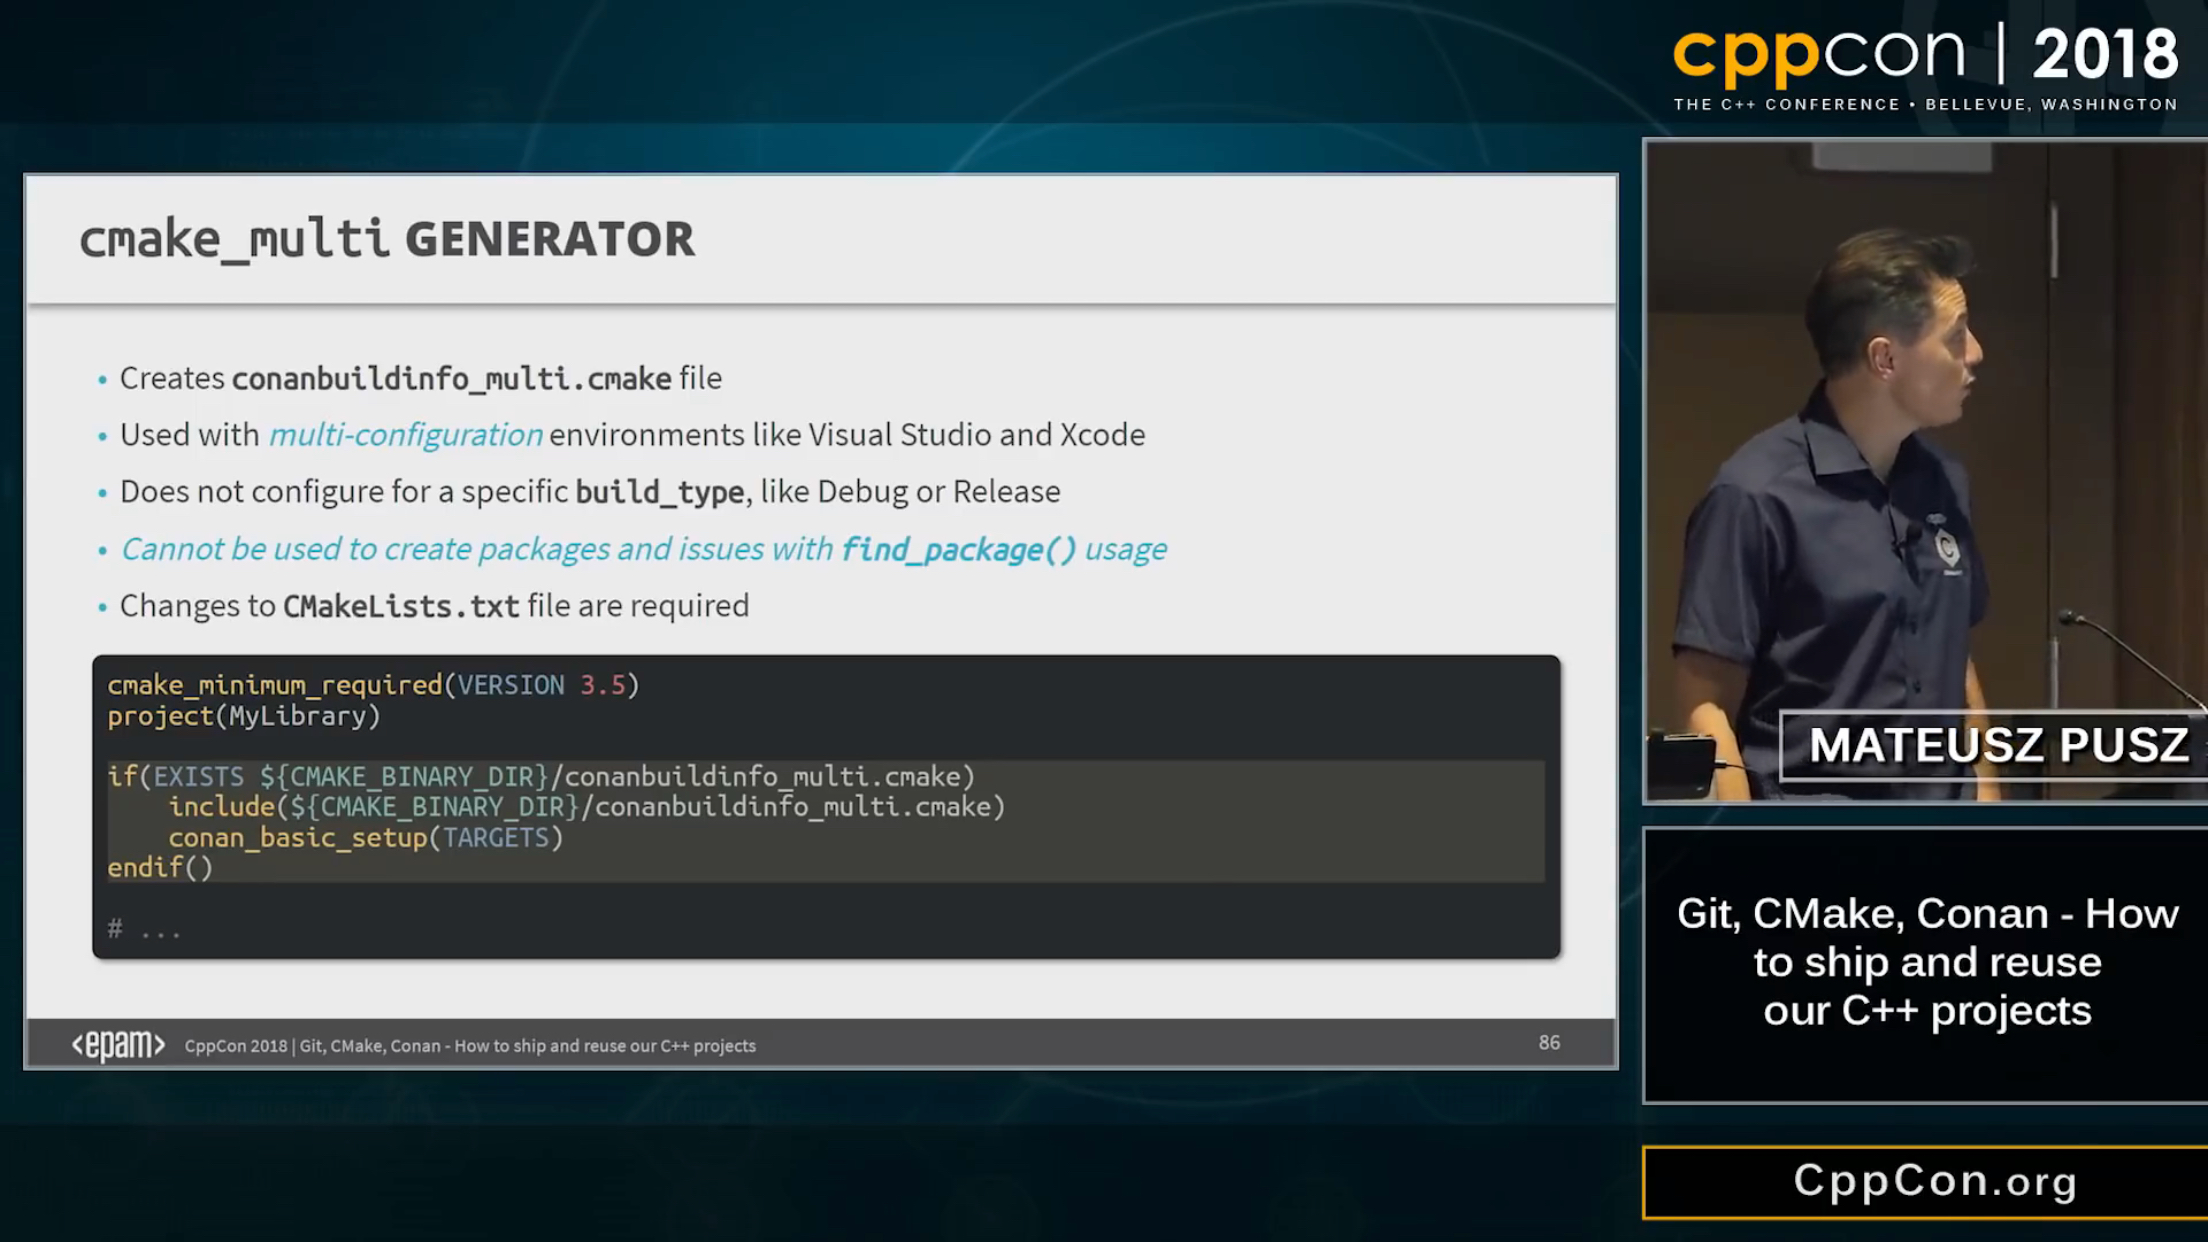 cppcon | 2018
THE C++ CONFERENCE • BELLEVUE, WASHINGTON
cmake_multi GENERATOR
• Creates conanbuildinfo_multi.cmake file
• Used with multi-configuration environments like Visual Studio and Xcode
• Does not configure for a specific build_type, like Debug or Release
• Cannot be used to create packages and issues with find_package() usage
• Changes to CMakeLists.txt file are required
cmake_minimum_required(VERSION 3.5)
project(MyLibrary)
if(EXISTS ${CMAKE_BINARY_DIR}/conanbuildinfo_multi.cmake)
    include(${CMAKE_BINARY_DIR}/conanbuildinfo_multi.cmake)
    conan_basic_setup(TARGETS)
endif()
# ...
<epam> CppCon 2018 | Git, CMake, Conan - How to ship and reuse our C++ projects 86
MATEUSZ PUSZ
Git, CMake, Conan - How
to ship and reuse
our C++ projects
CppCon.org